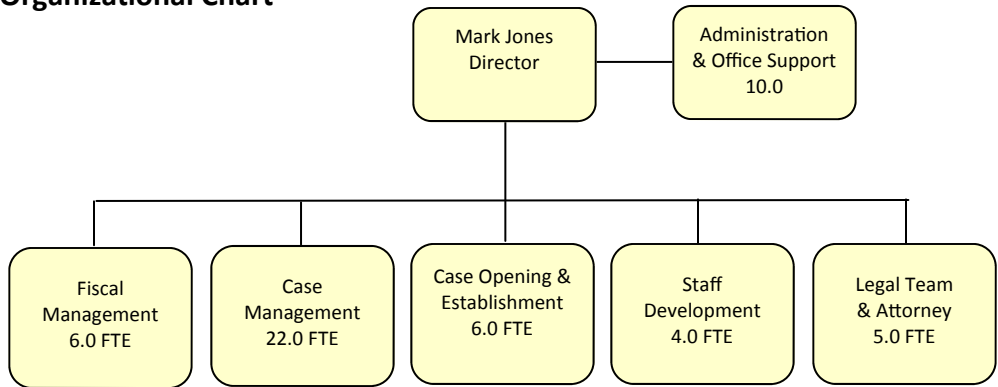 Organizational Chart
Mark Jones
Director
Administration
& Office Support
10.0
Fiscal
Management
6.0 FTE
Case
Management
22.0 FTE
Case Opening &
Establishment
6.0 FTE
Staff
Development
4.0 FTE
Legal Team
& Attorney
5.0 FTE